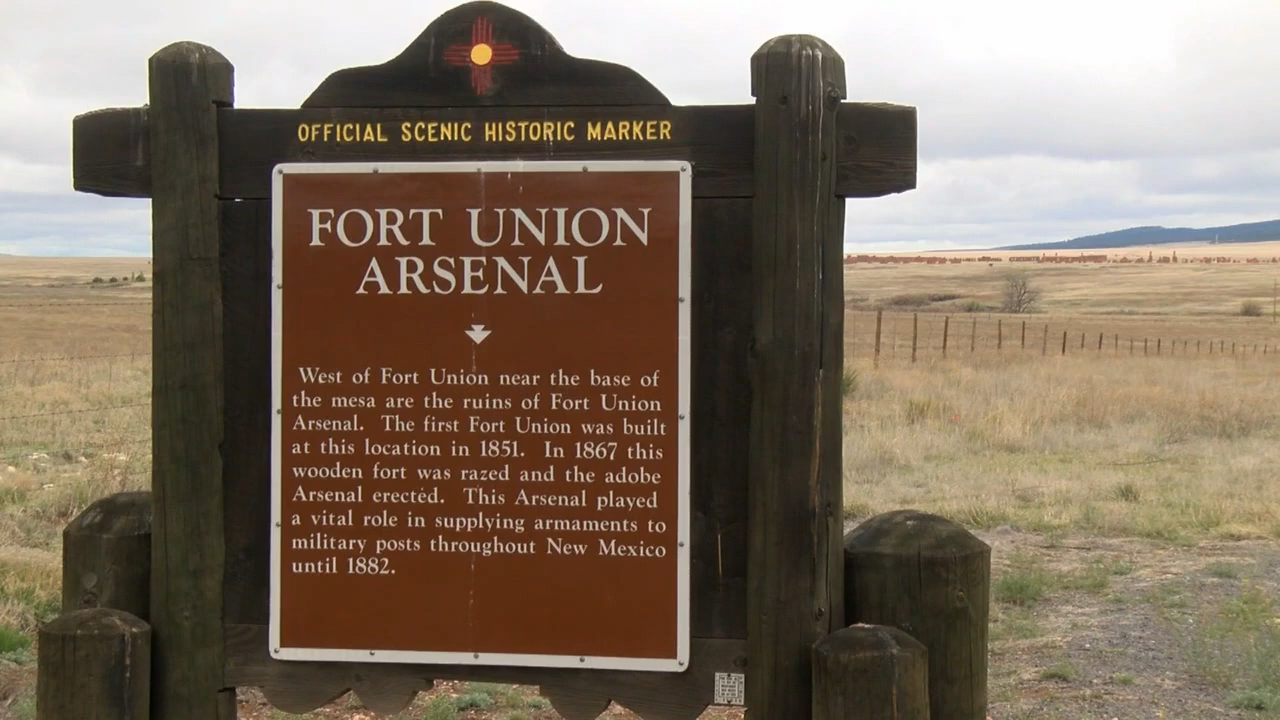 OFFICIAL SCENIC HISTORIC MARKER
FORT UNION
ARSENAL
West of Fort Union near the base of
the mesa are the ruins of Fort Union
Arsenal. The first Fort Union was built
at this location in 1851. In 1867 this
wooden fort was razed and the adobe
Arsenal erected. This Arsenal played
a vital role in supplying armaments to
military posts throughout New Mexico
until 1882.